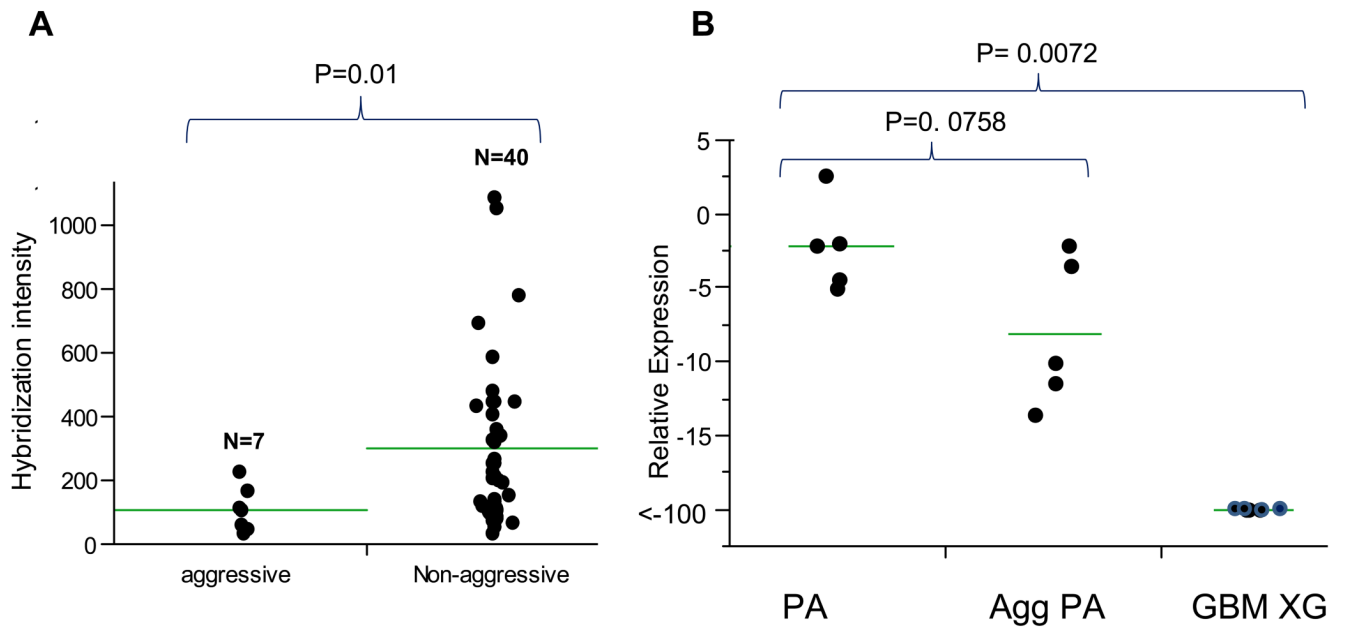 A
P=0.01
N=40
N=7
Hybridization intensity
1000
800
600
400
200
0
aggressive
Non-aggressive
B
P= 0.0072
P=0. 0758
Relative Expression
5
0
-5
-10
-15
<-100
PA
Agg PA
GBM XG